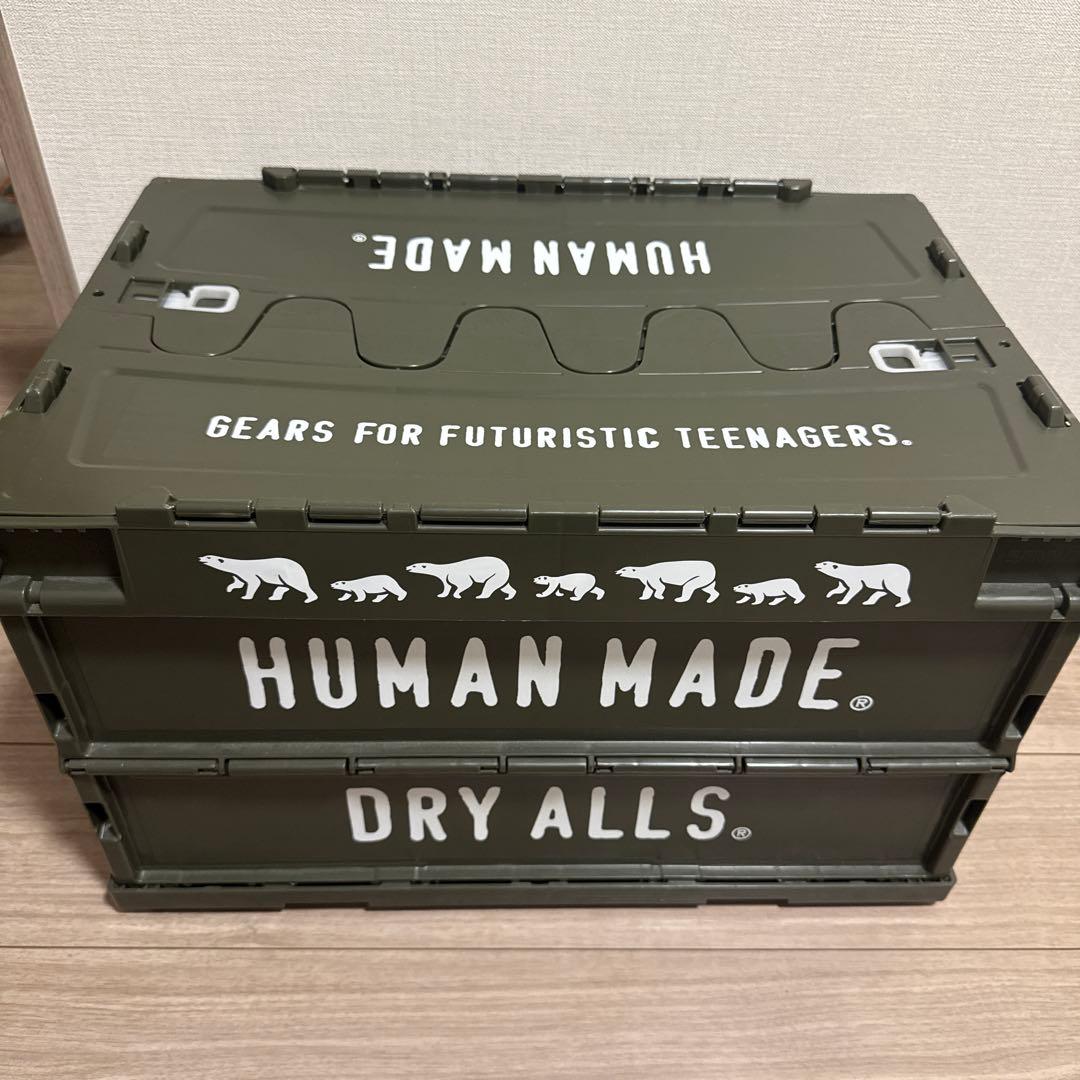 HUMAN MADE®
GEARS FOR FUTURISTIC TEENAGERS.
HUMAN MADE®
DRY ALLS®